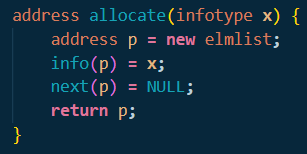 address allocate(infotype x) {
    address p = new elmlist;
    info(p) = x;
    next(p) = NULL;
    return p;
}